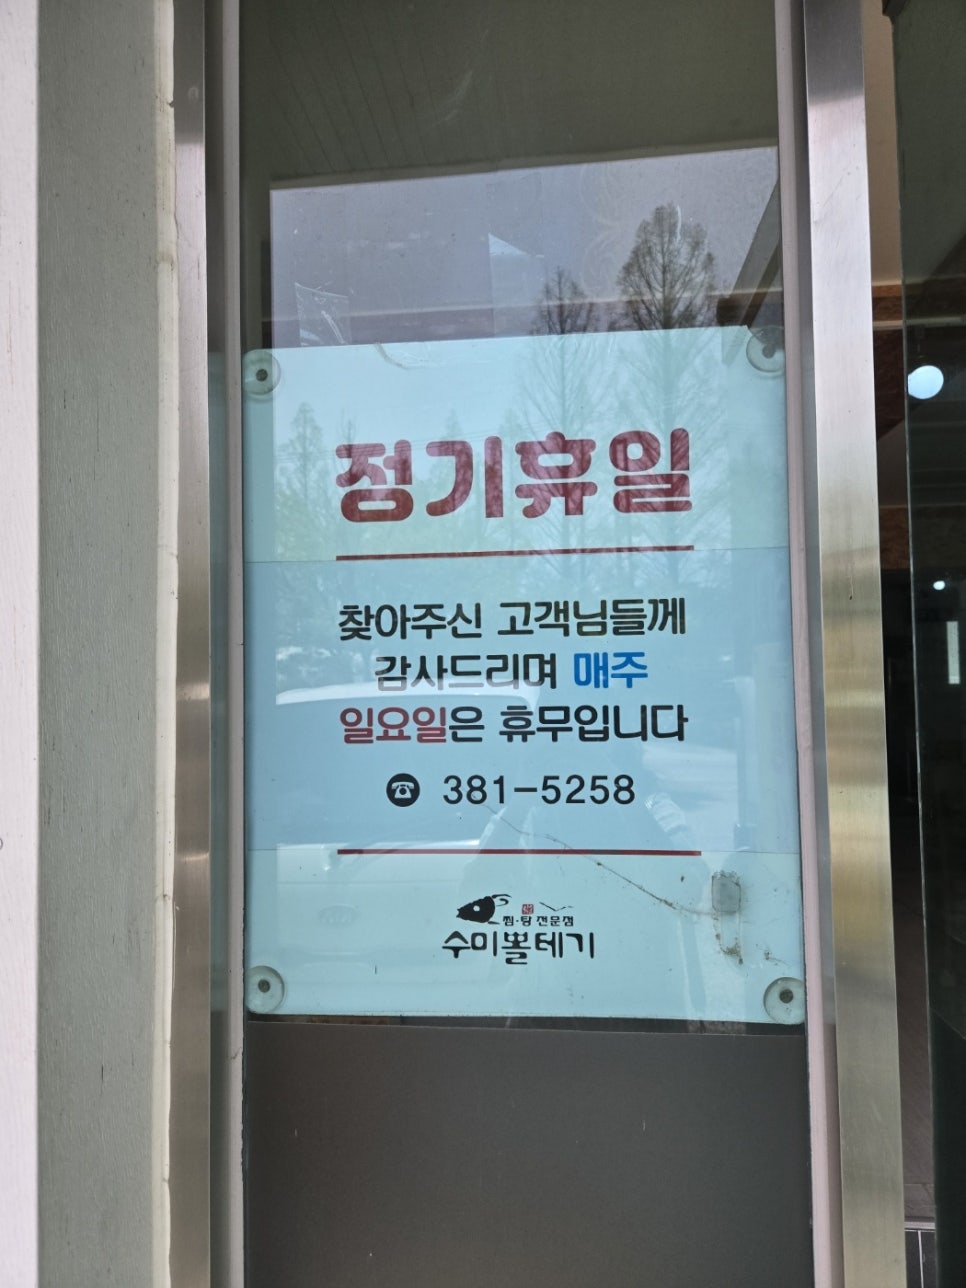 정기휴일
찾아주신 고객님들께
감사드리며 매주
일요일은 휴무입니다
381-5258
찜·탕 전문점
수미뽈테기